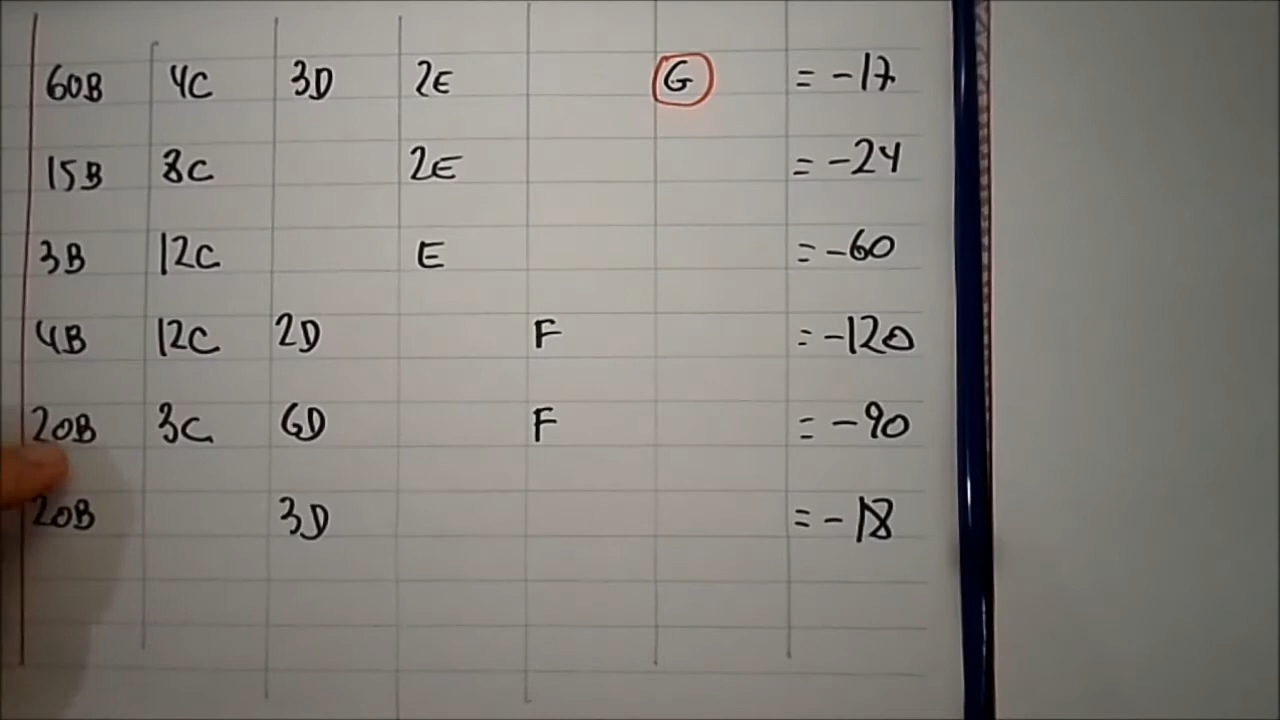 60B 4C 3D 2E G = -17
15B 8C 2E = -24
3B 12C E = -60
4B 12C 2D F = -120
20B 3C 6D F = -90
20B 3D = -18